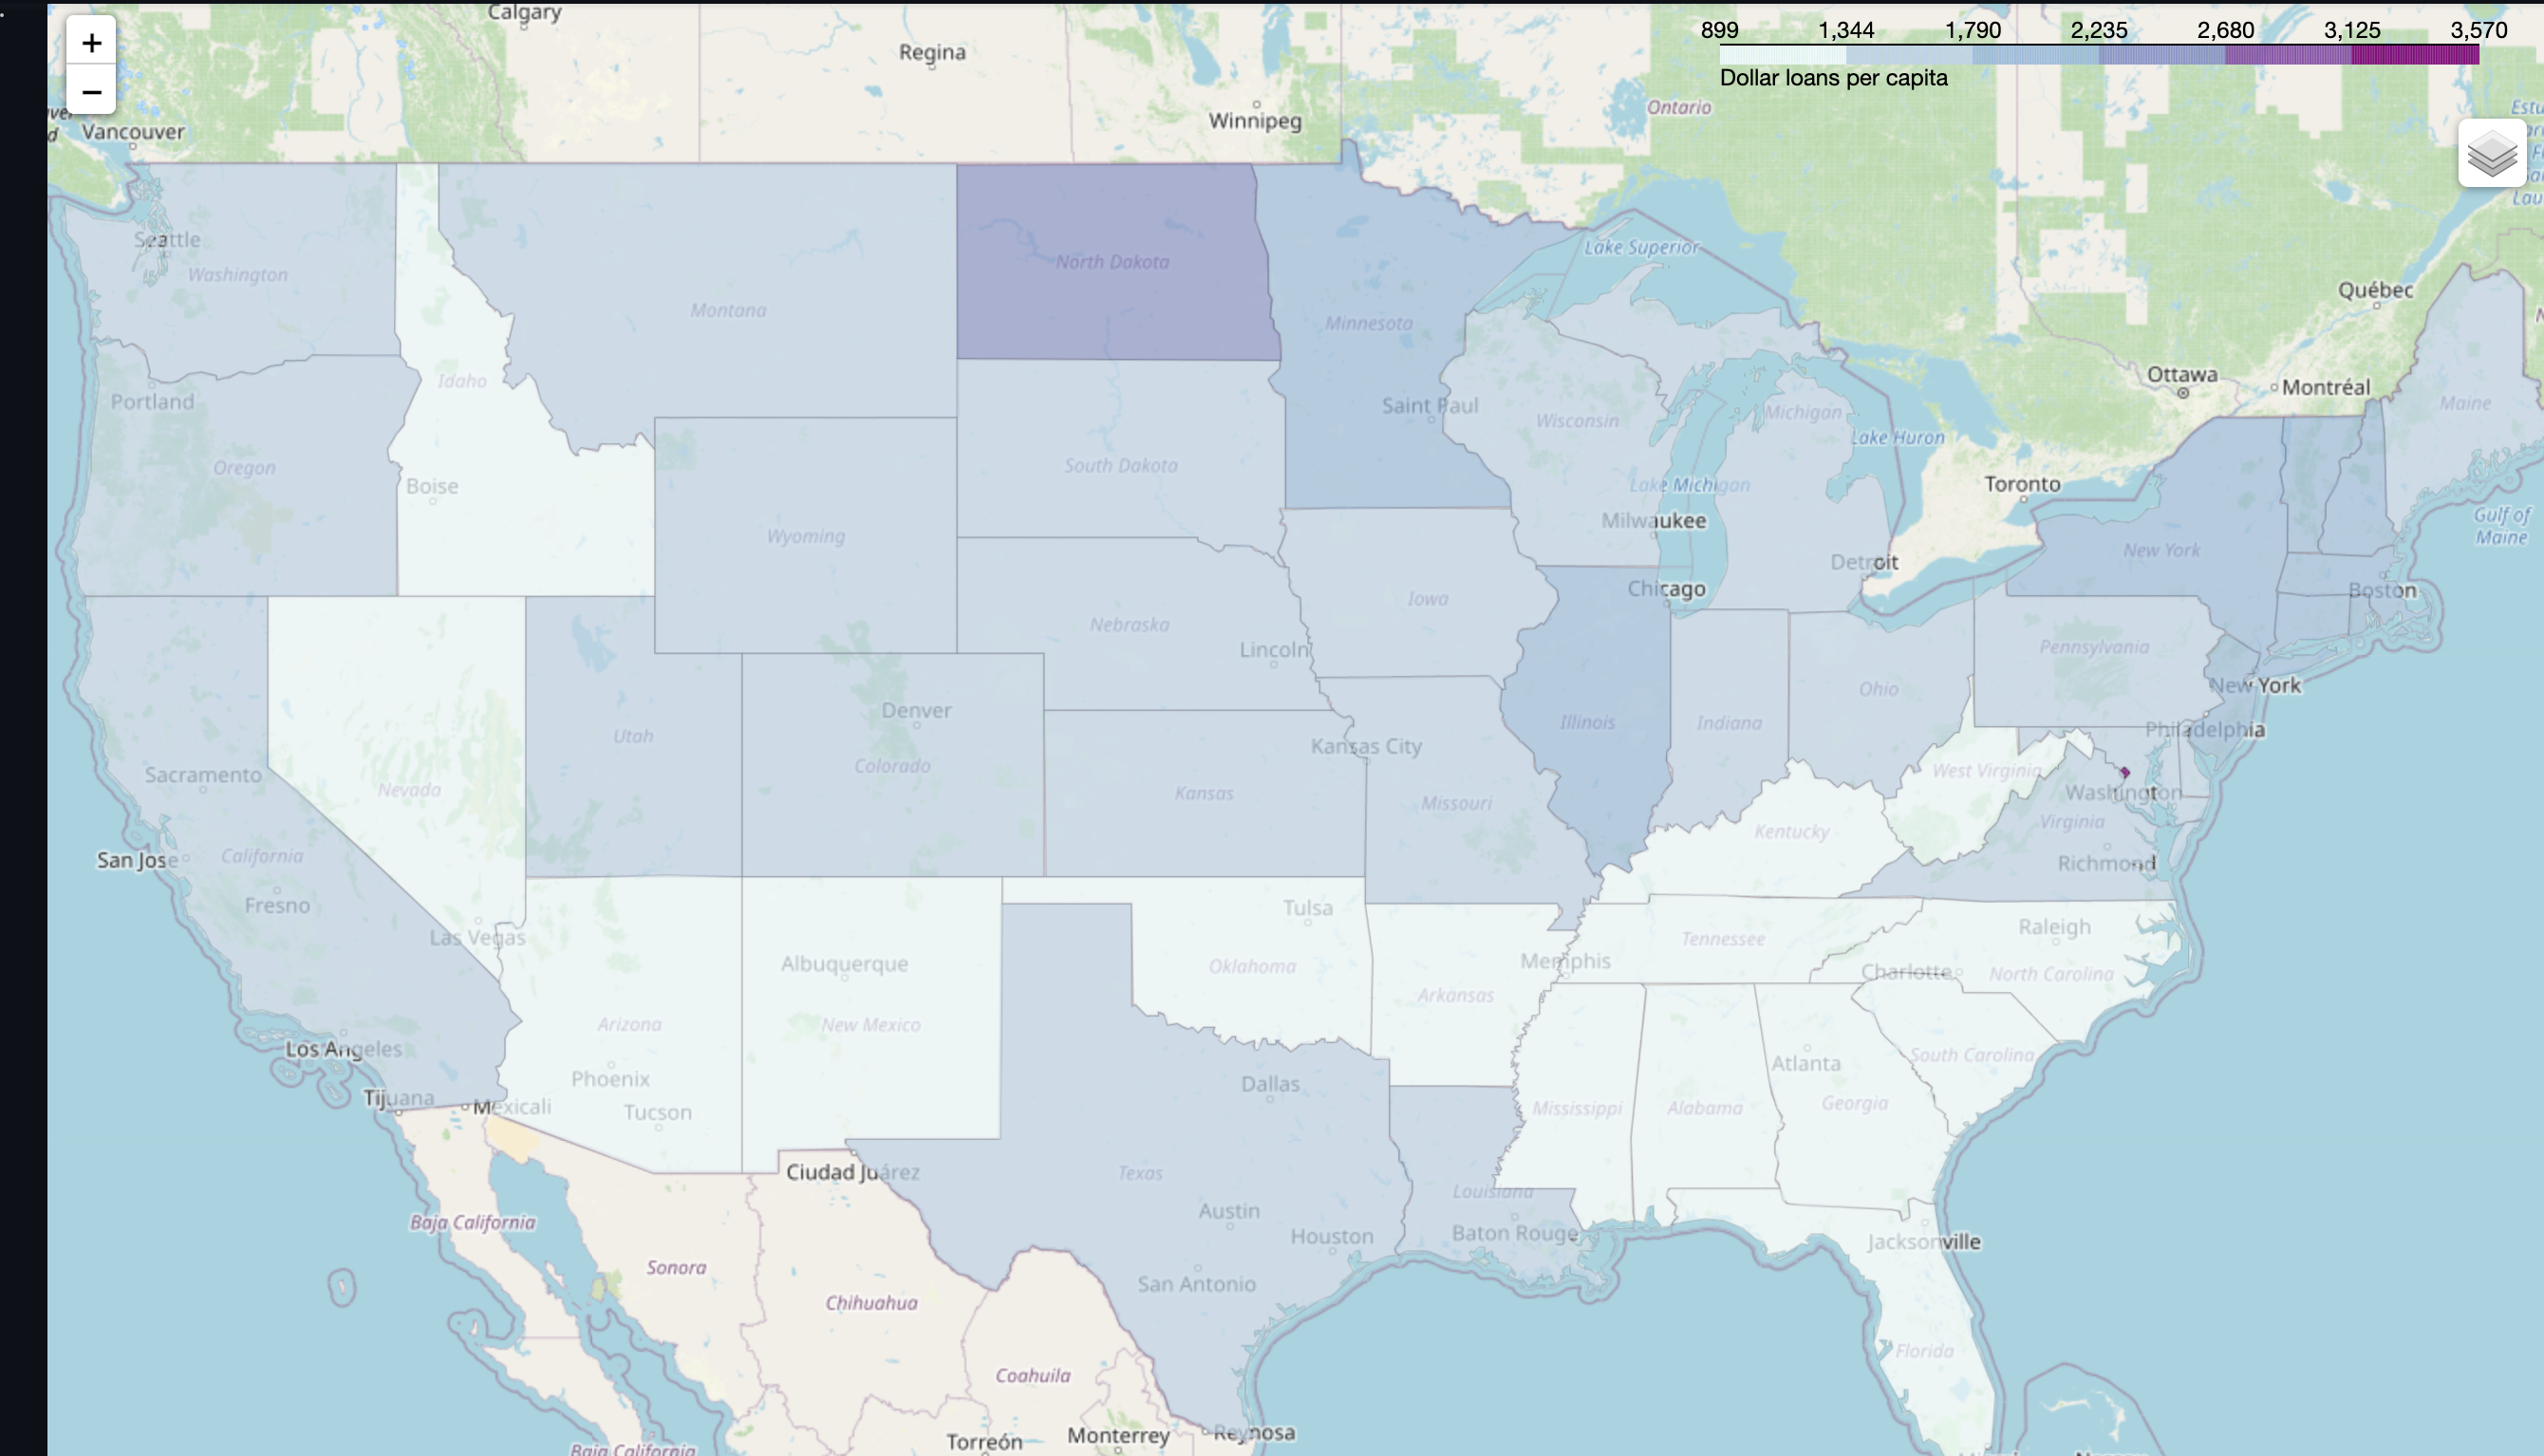 +
−
Calgary
Regina
Winnipeg
Vancouver
Ontario
899 1,344 1,790 2,235 2,680 3,125 3,570
Dollar loans per capita
Seattle
Washington
Montana
North Dakota
Minnesota
Lake Superior
Québec
Ottawa
Montréal
Idaho
Portland
Saint Paul
Wisconsin
Michigan
Maine
Lake Huron
Oregon
Boise
South Dakota
Lake Michigan
Toronto
Milwaukee
Gulf of
Maine
Wyoming
New York
Detroit
Chicago
Boston
Iowa
Nebraska
Lincoln
Pennsylvania
New York
Ohio
Denver
Utah
Illinois
Indiana
Philadelphia
Kansas City
Colorado
Sacramento
Nevada
Kansas
Missouri
West Virginia
Washington
Virginia
Kentucky
San Jose
California
Richmond
Fresno
Tulsa
Las Vegas
Raleigh
Tennessee
Albuquerque
Oklahoma
Memphis
Charlotte
North Carolina
Arkansas
Arizona
New Mexico
Los Angeles
Atlanta
South Carolina
Phoenix
Dallas
Tijuana
Mexicali
Tucson
Mississippi
Alabama
Georgia
Ciudad Juárez
Texas
Louisiana
Baja California
Austin
Houston
Baton Rouge
Jacksonville
Sonora
San Antonio
Chihuahua
Florida
Coahuila
Torreón
Monterrey
Reynosa
Baja California